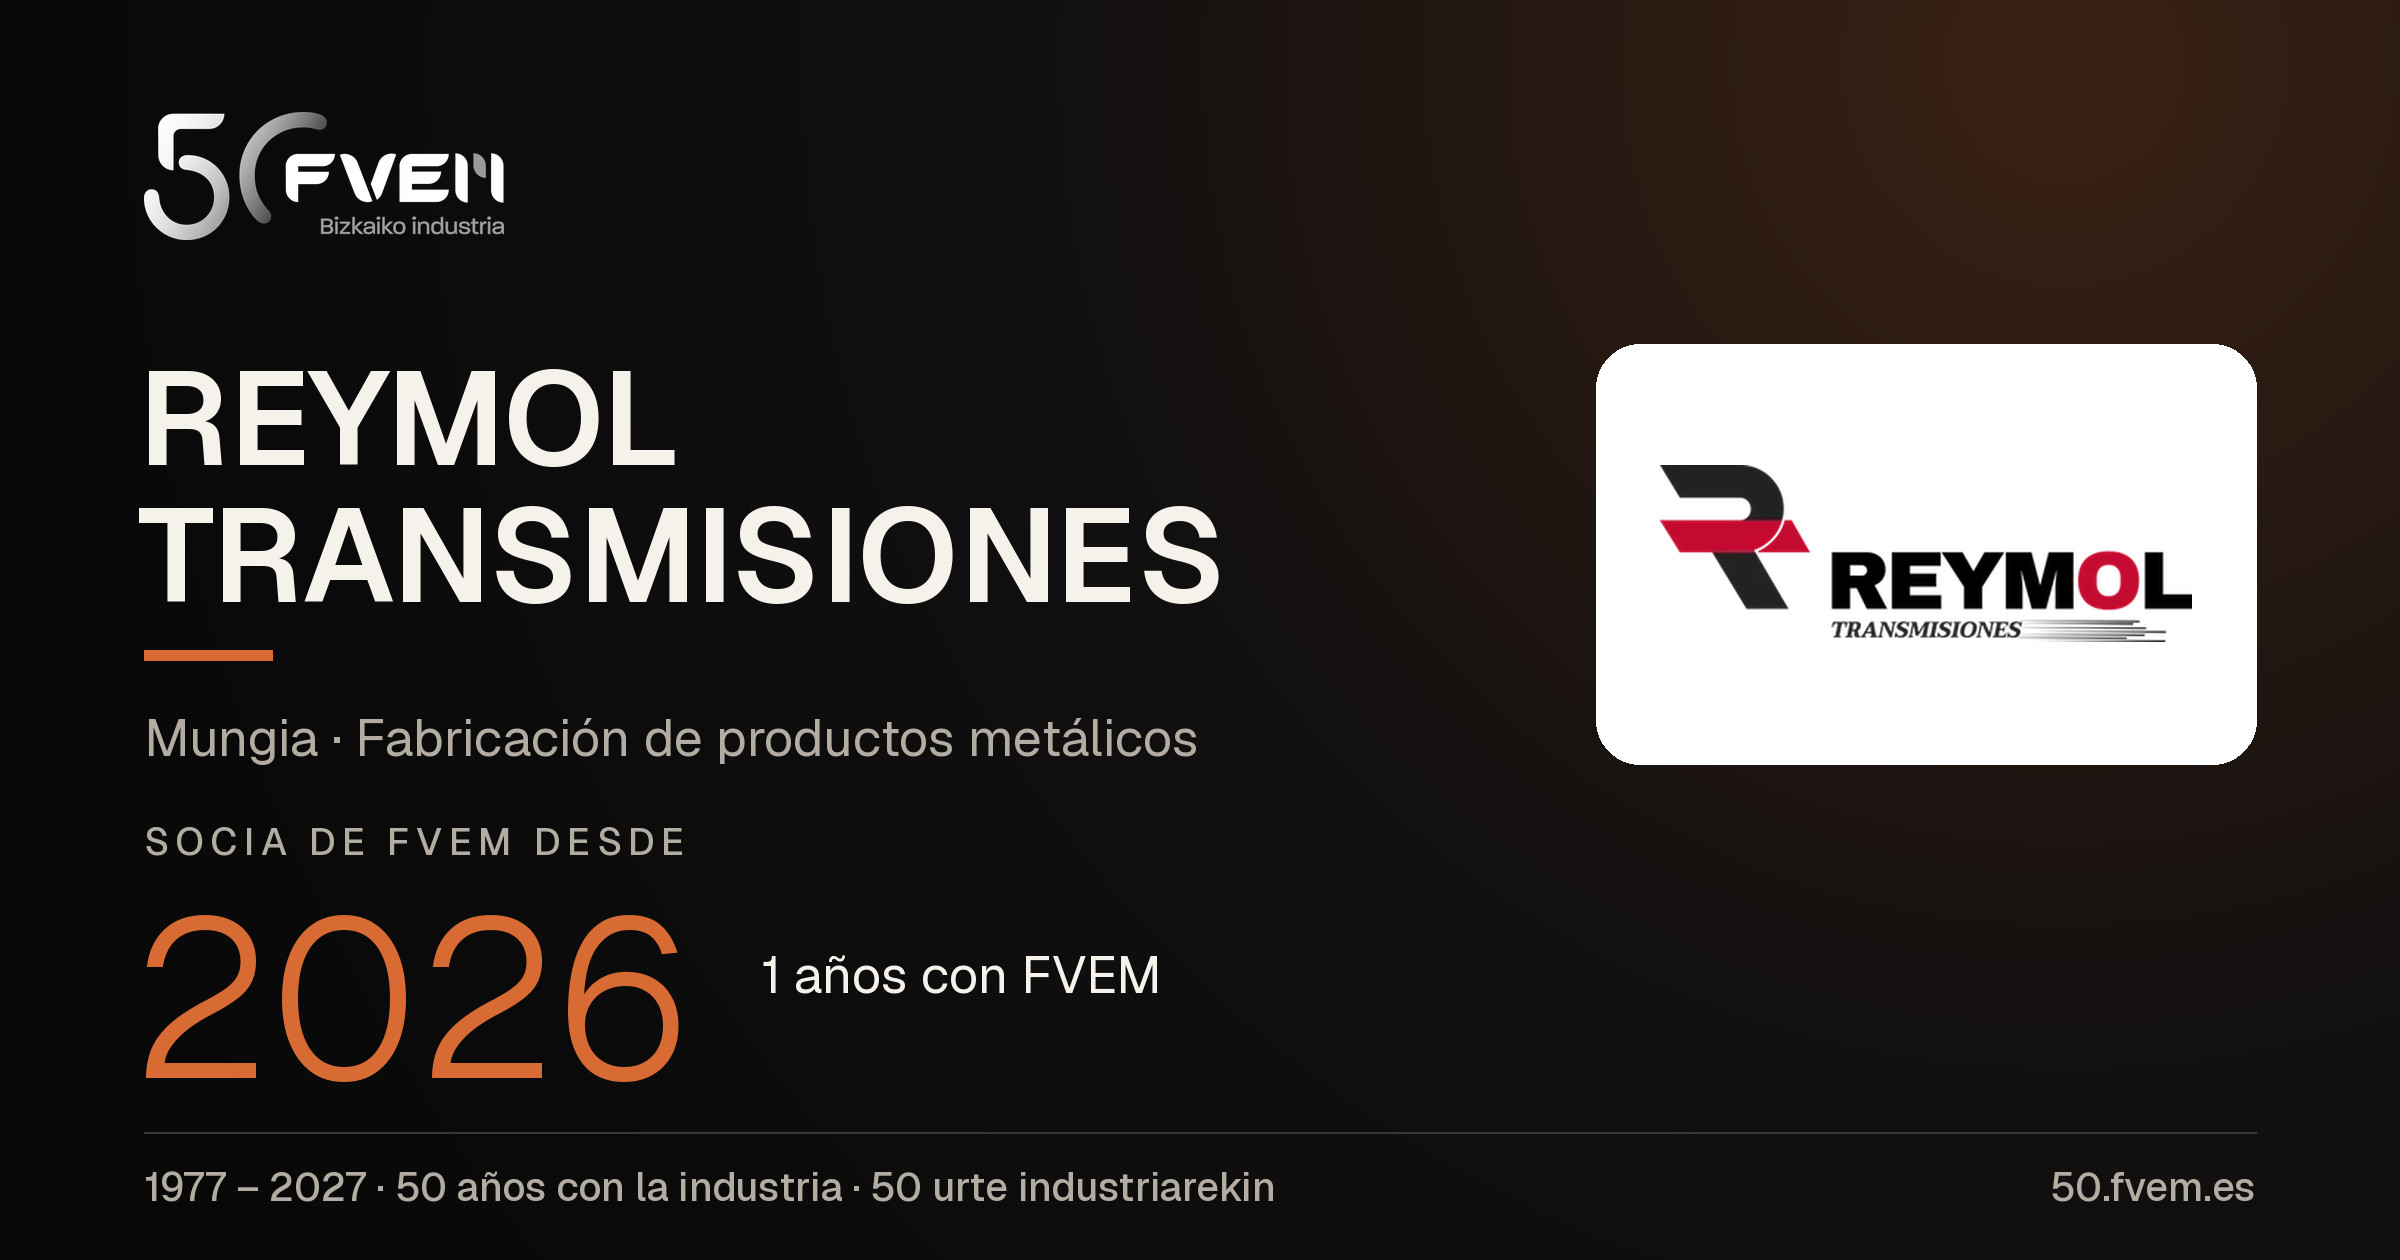 50 FVEM
Bizkaiko industria
REYMOL
TRANSMISIONES
REYMOL
TRANSMISIONES
Mungia · Fabricación de productos metálicos
SOCIA DE FVEM DESDE
2026
1 años con FVEM
1977 – 2027 · 50 años con la industria · 50 urte industriarekin
50.fvem.es